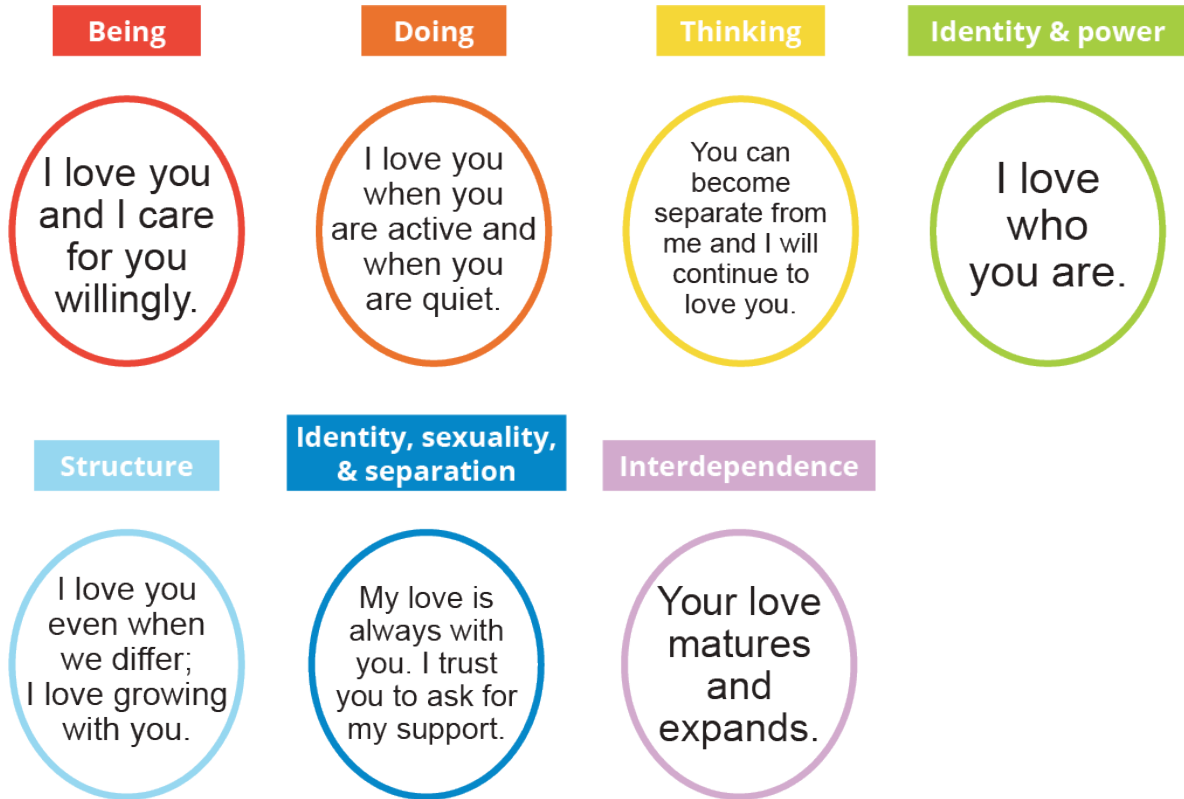 Being
Doing
Thinking
Identity & power
I love you
and I care
for you
willingly.
I love you
when you
are active and
when you
are quiet.
You can
become
separate from
me and I will
continue to
love you.
I love
who
you are.
Structure
Identity, sexuality,
& separation
Interdependence
I love you
even when
we differ;
I love growing
with you.
My love is
always with
you. I trust
you to ask for
my support.
Your love
matures
and
expands.